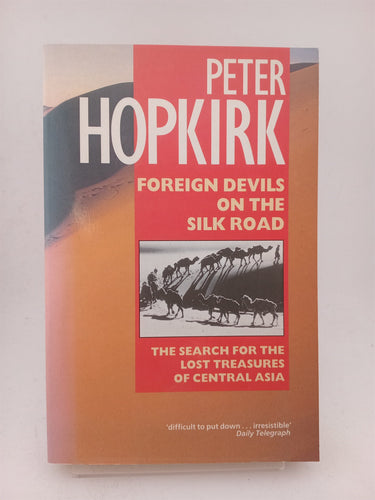 PETER
HOPKIRK
FOREIGN DEVILS
ON THE
SILK ROAD
THE SEARCH FOR THE
LOST TREASURES
OF CENTRAL ASIA
'difficult to put down . . . irresistible'
Daily Telegraph